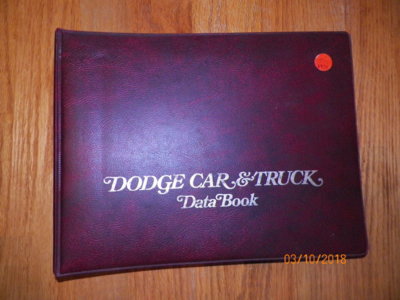 DODGE CAR & TRUCK
Data Book
03/10/2018